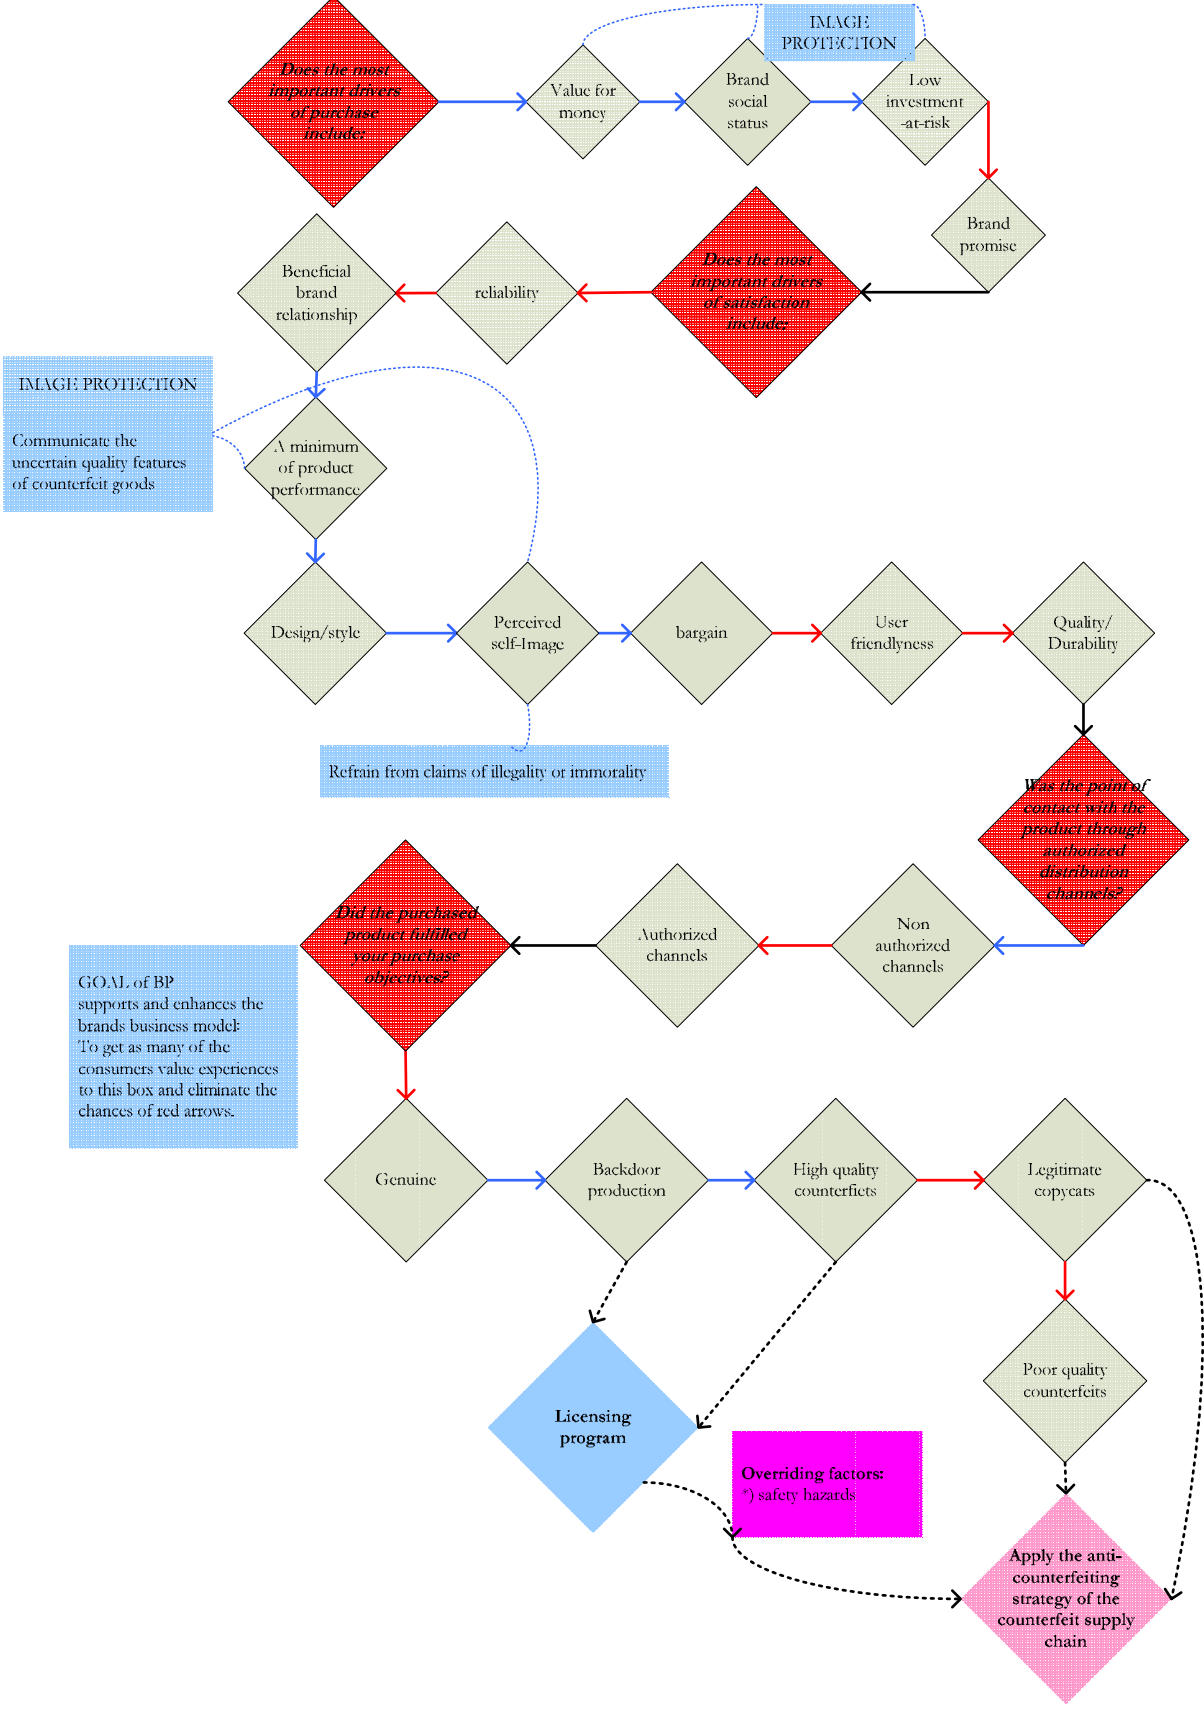 Does the most
important drivers
of purchase
include:
Value for
money
Brand
social
status
IMAGE
PROTECTION
Low
investment
-at-risk
Brand
promise
Does the most
important drivers
of satisfaction
include:
reliability
Beneficial
brand
relationship
IMAGE PROTECTION
Communicate the
uncertain quality features
of counterfeit goods
A minimum
of product
performance
Design/style
Perceived
self-Image
bargain
User
friendlyness
Quality/
Durability
Refrain from claims of illegality or immorality
Was the point of
contact with the
product through
authorized
distribution
channels?
Non
authorized
channels
Authorized
channels
Did the purchased
product fulfilled
your purchase
objectives?
GOAL of BP
supports and enhances the
brands business model:
To get as many of the
consumers value experiences
to this box and eliminate the
chances of red arrows.
Genuine
Backdoor
production
High quality
counterfiets
Legitimate
copycats
Poor quality
counterfeits
Licensing
program
Overriding factors:
*) safety hazards
Apply the anti-
counterfeiting
strategy of the
counterfeit supply
chain